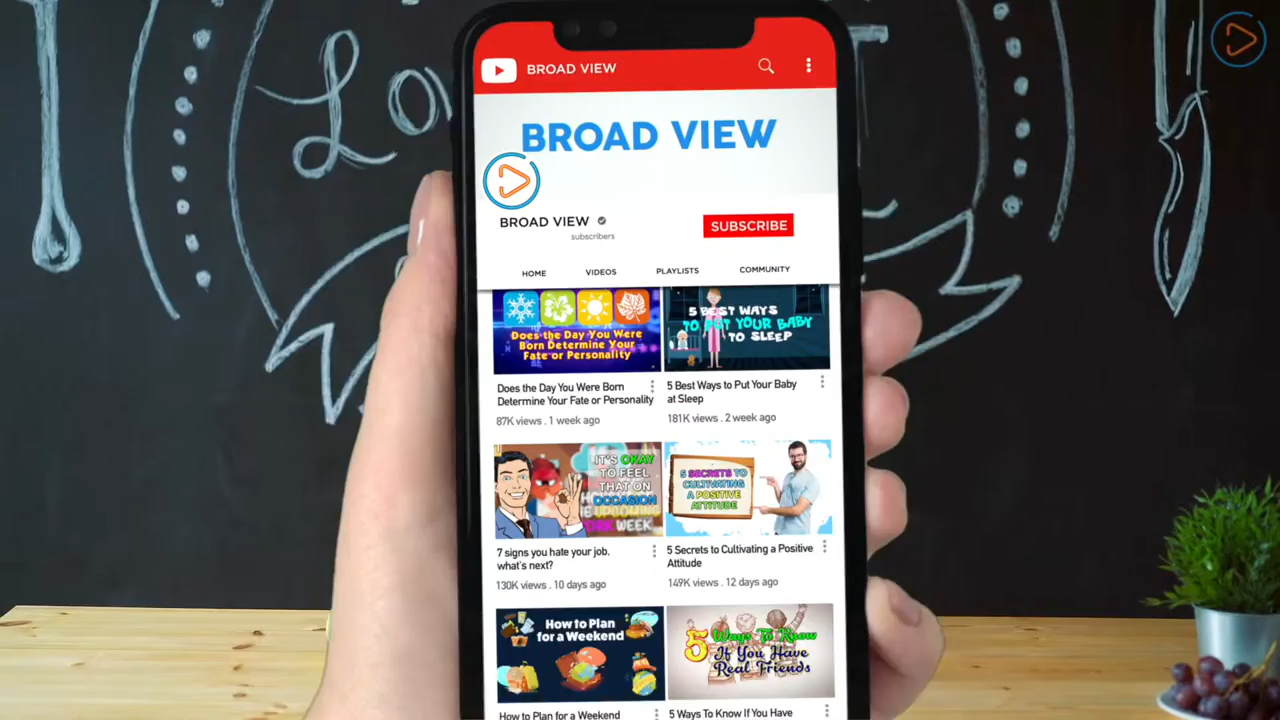 BROAD VIEW
BROAD VIEW
BROAD VIEW
SUBSCRIBE
subscribers
HOME
VIDEOS
PLAYLISTS
COMMUNITY
Does the Day You Were
Born Determine Your
Fate or Personality
5 BEST WAYS
TO PUT YOUR BABY
TO SLEEP
Does the Day You Were Born
Determine Your Fate or Personality
87K views . 1 week ago
5 Best Ways to Put Your Baby
at Sleep
181K views . 2 week ago
IT'S OKAY
TO FEEL
THAT ON
OCCASION
UPCOMING
WEEK
5 SECRETS TO
CULTIVATING
A POSITIVE
ATTITUDE
7 signs you hate your job.
what's next?
130K views . 10 days ago
5 Secrets to Cultivating a Positive
Attitude
149K views . 12 days ago
How to Plan
for a Weekend
5 Ways To Know
If You Have
Real Friends
How to Plan for a Weekend
5 Ways To Know If You Have